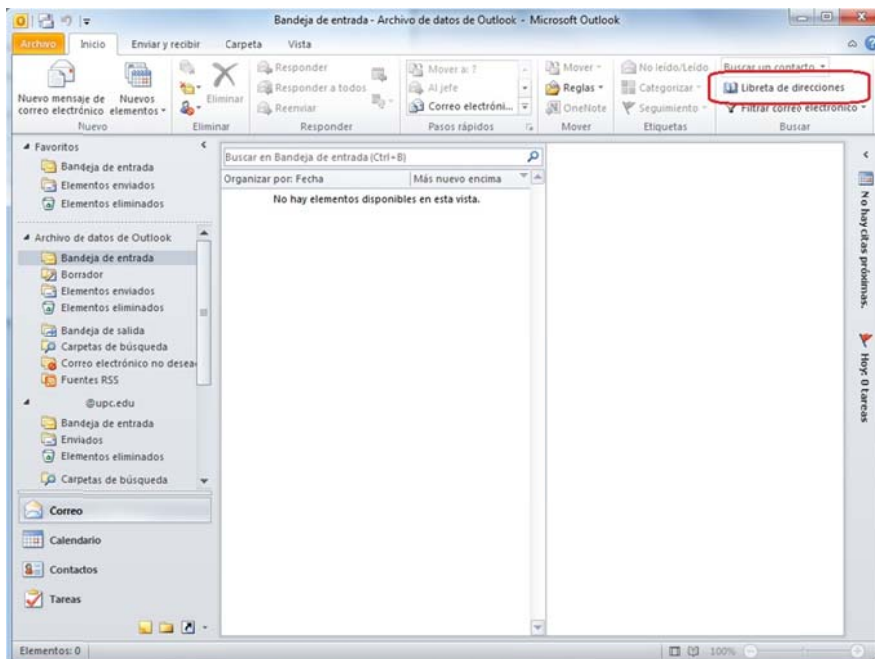 Bandeja de entrada - Archivo de datos de Outlook - Microsoft Outlook
Archivo Inicio Enviar y recibir Carpeta Vista
Nuevo mensaje de correo electrónico
Nuevos elementos
Nuevo
Eliminar
Eliminar
Responder
Responder a todos
Reenviar
Responder
Mover a: ?
Al jefe
Correo electróni...
Pasos rápidos
Mover
Reglas
OneNote
Mover
No leído/Leído
Categorizar
Seguimiento
Etiquetas
Buscar un contacto
Libreta de direcciones
Filtrar correo electrónico
Buscar
Favoritos
Bandeja de entrada
Elementos enviados
Elementos eliminados
Archivo de datos de Outlook
Bandeja de entrada
Borrador
Elementos enviados
Elementos eliminados
Bandeja de salida
Carpetas de búsqueda
Correo electrónico no desea
Fuentes RSS
@upc.edu
Bandeja de entrada
Enviados
Elementos eliminados
Carpetas de búsqueda
Correo
Calendario
Contactos
Tareas
Buscar en Bandeja de entrada (Ctrl+B)
Organizar por: Fecha Más nuevo encima
No hay elementos disponibles en esta vista.
No hay citas próximas.
Hoy: 0 tareas
Elementos: 0
100%